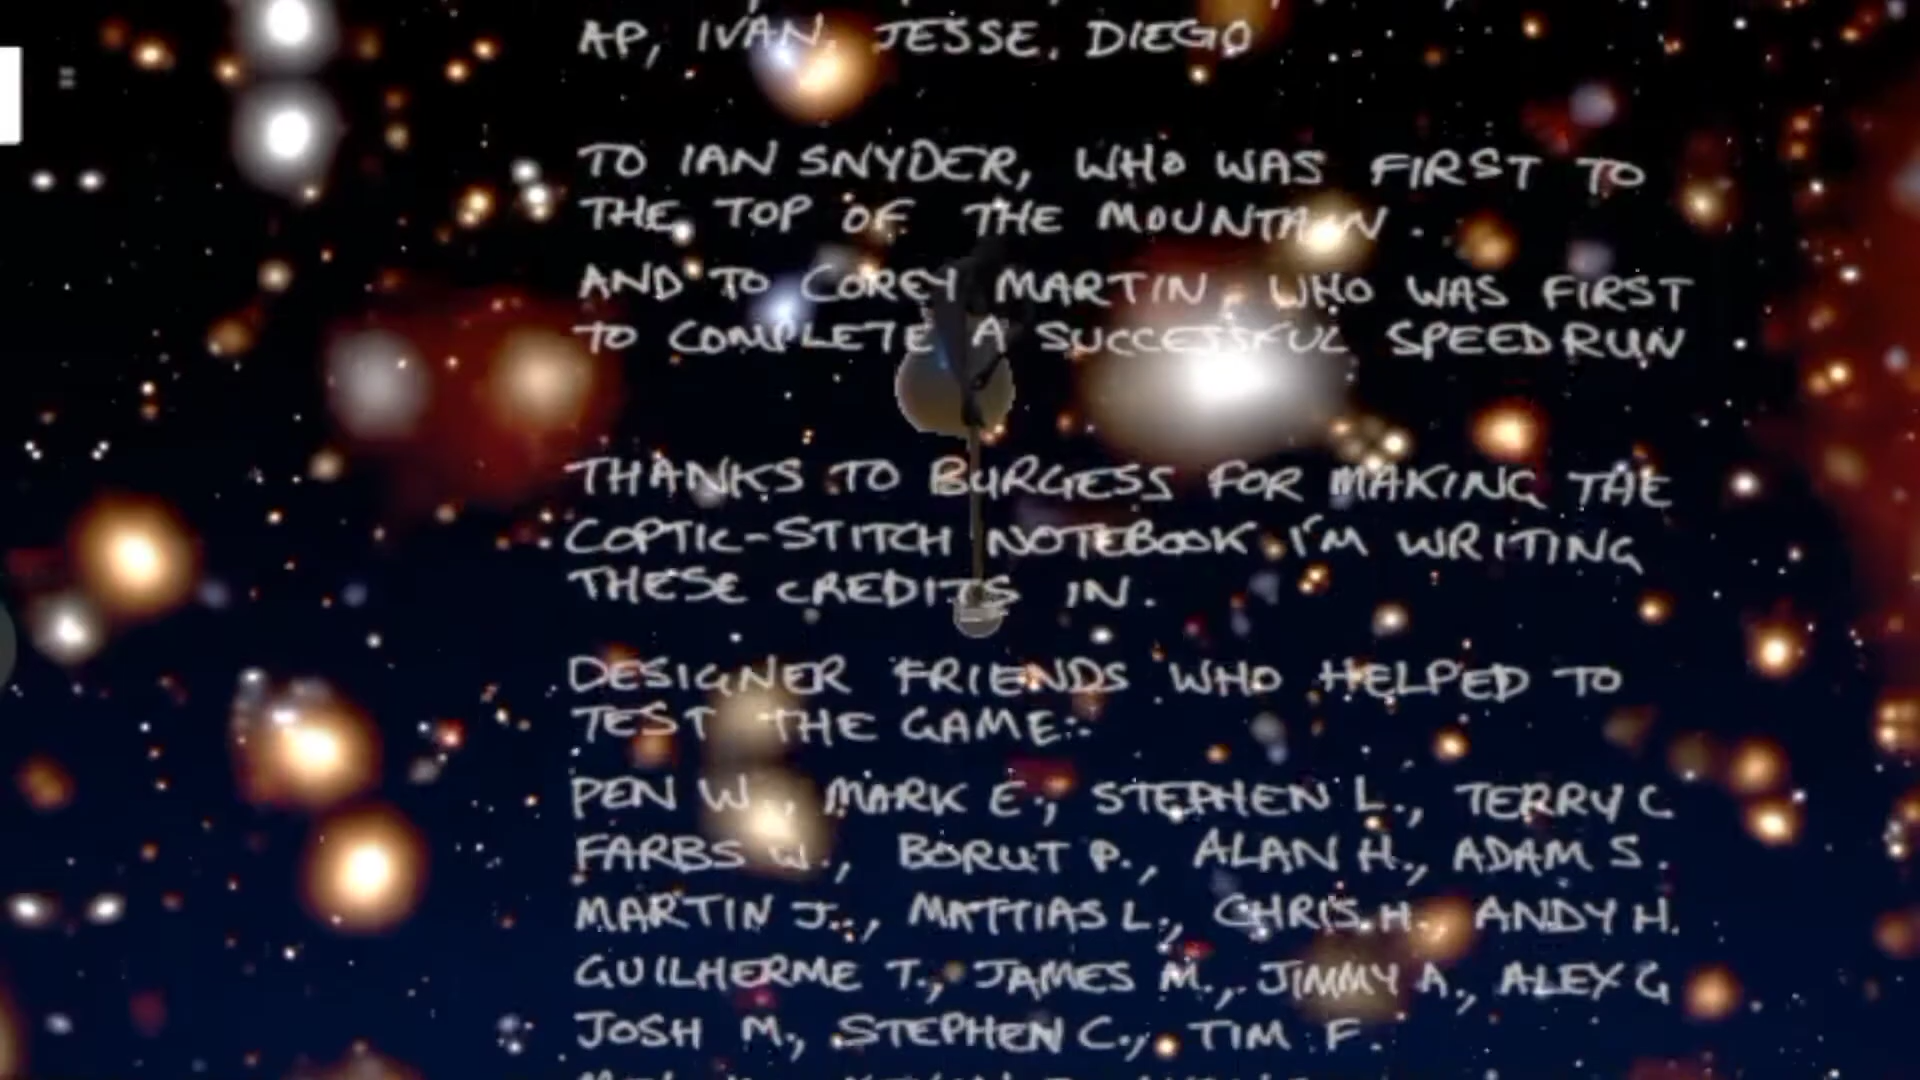 AP, IVAN, JESSE, DIEGO
TO IAN SNYDER, WHO WAS FIRST TO
THE TOP OF THE MOUNTAIN.
AND TO COREY MARTIN, WHO WAS FIRST
TO COMPLETE A SUCCESSFUL SPEEDRUN
THANKS TO BURGESS FOR MAKING THE
COPTIC-STITCH NOTEBOOK I'M WRITING
THESE CREDITS IN.
DESIGNER FRIENDS WHO HELPED TO
TEST THE GAME:
PEN W., MARK E., STEPHEN L., TERRY C
FARBS W., BORUT P., ALAN H., ADAM S.
MARTIN J., MATTIAS L., CHRIS H., ANDY H.
GUILHERME T., JAMES M., JIMMY A., ALEX G
JOSH M., STEPHEN C., TIM F.